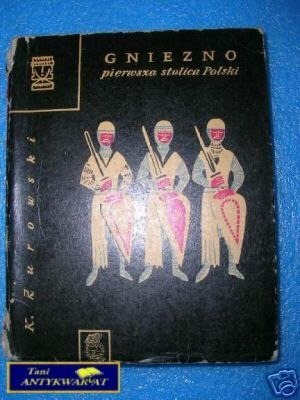 GNIEZNO
pierwsza stolica Polski
K. Żurowski
Tani
ANTYKWARIAT